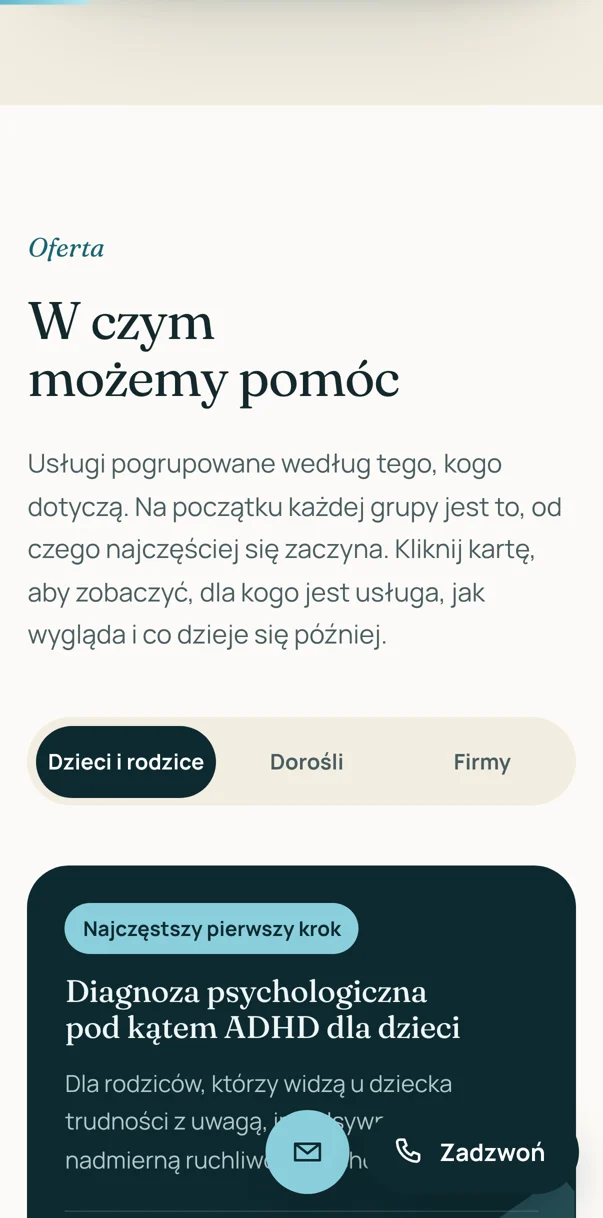 Oferta
W czym
możemy pomóc
Usługi pogrupowane według tego, kogo
dotyczą. Na początku każdej grupy jest to, od
czego najczęściej się zaczyna. Kliknij kartę,
aby zobaczyć, dla kogo jest usługa, jak
wygląda i co dzieje się później.
Dzieci i rodzice Dorośli Firmy
Najczęstszy pierwszy krok
Diagnoza psychologiczna
pod kątem ADHD dla dzieci
Dla rodziców, którzy widzą u dziecka
trudności z uwagą,
nadmierną
Zadzwoń